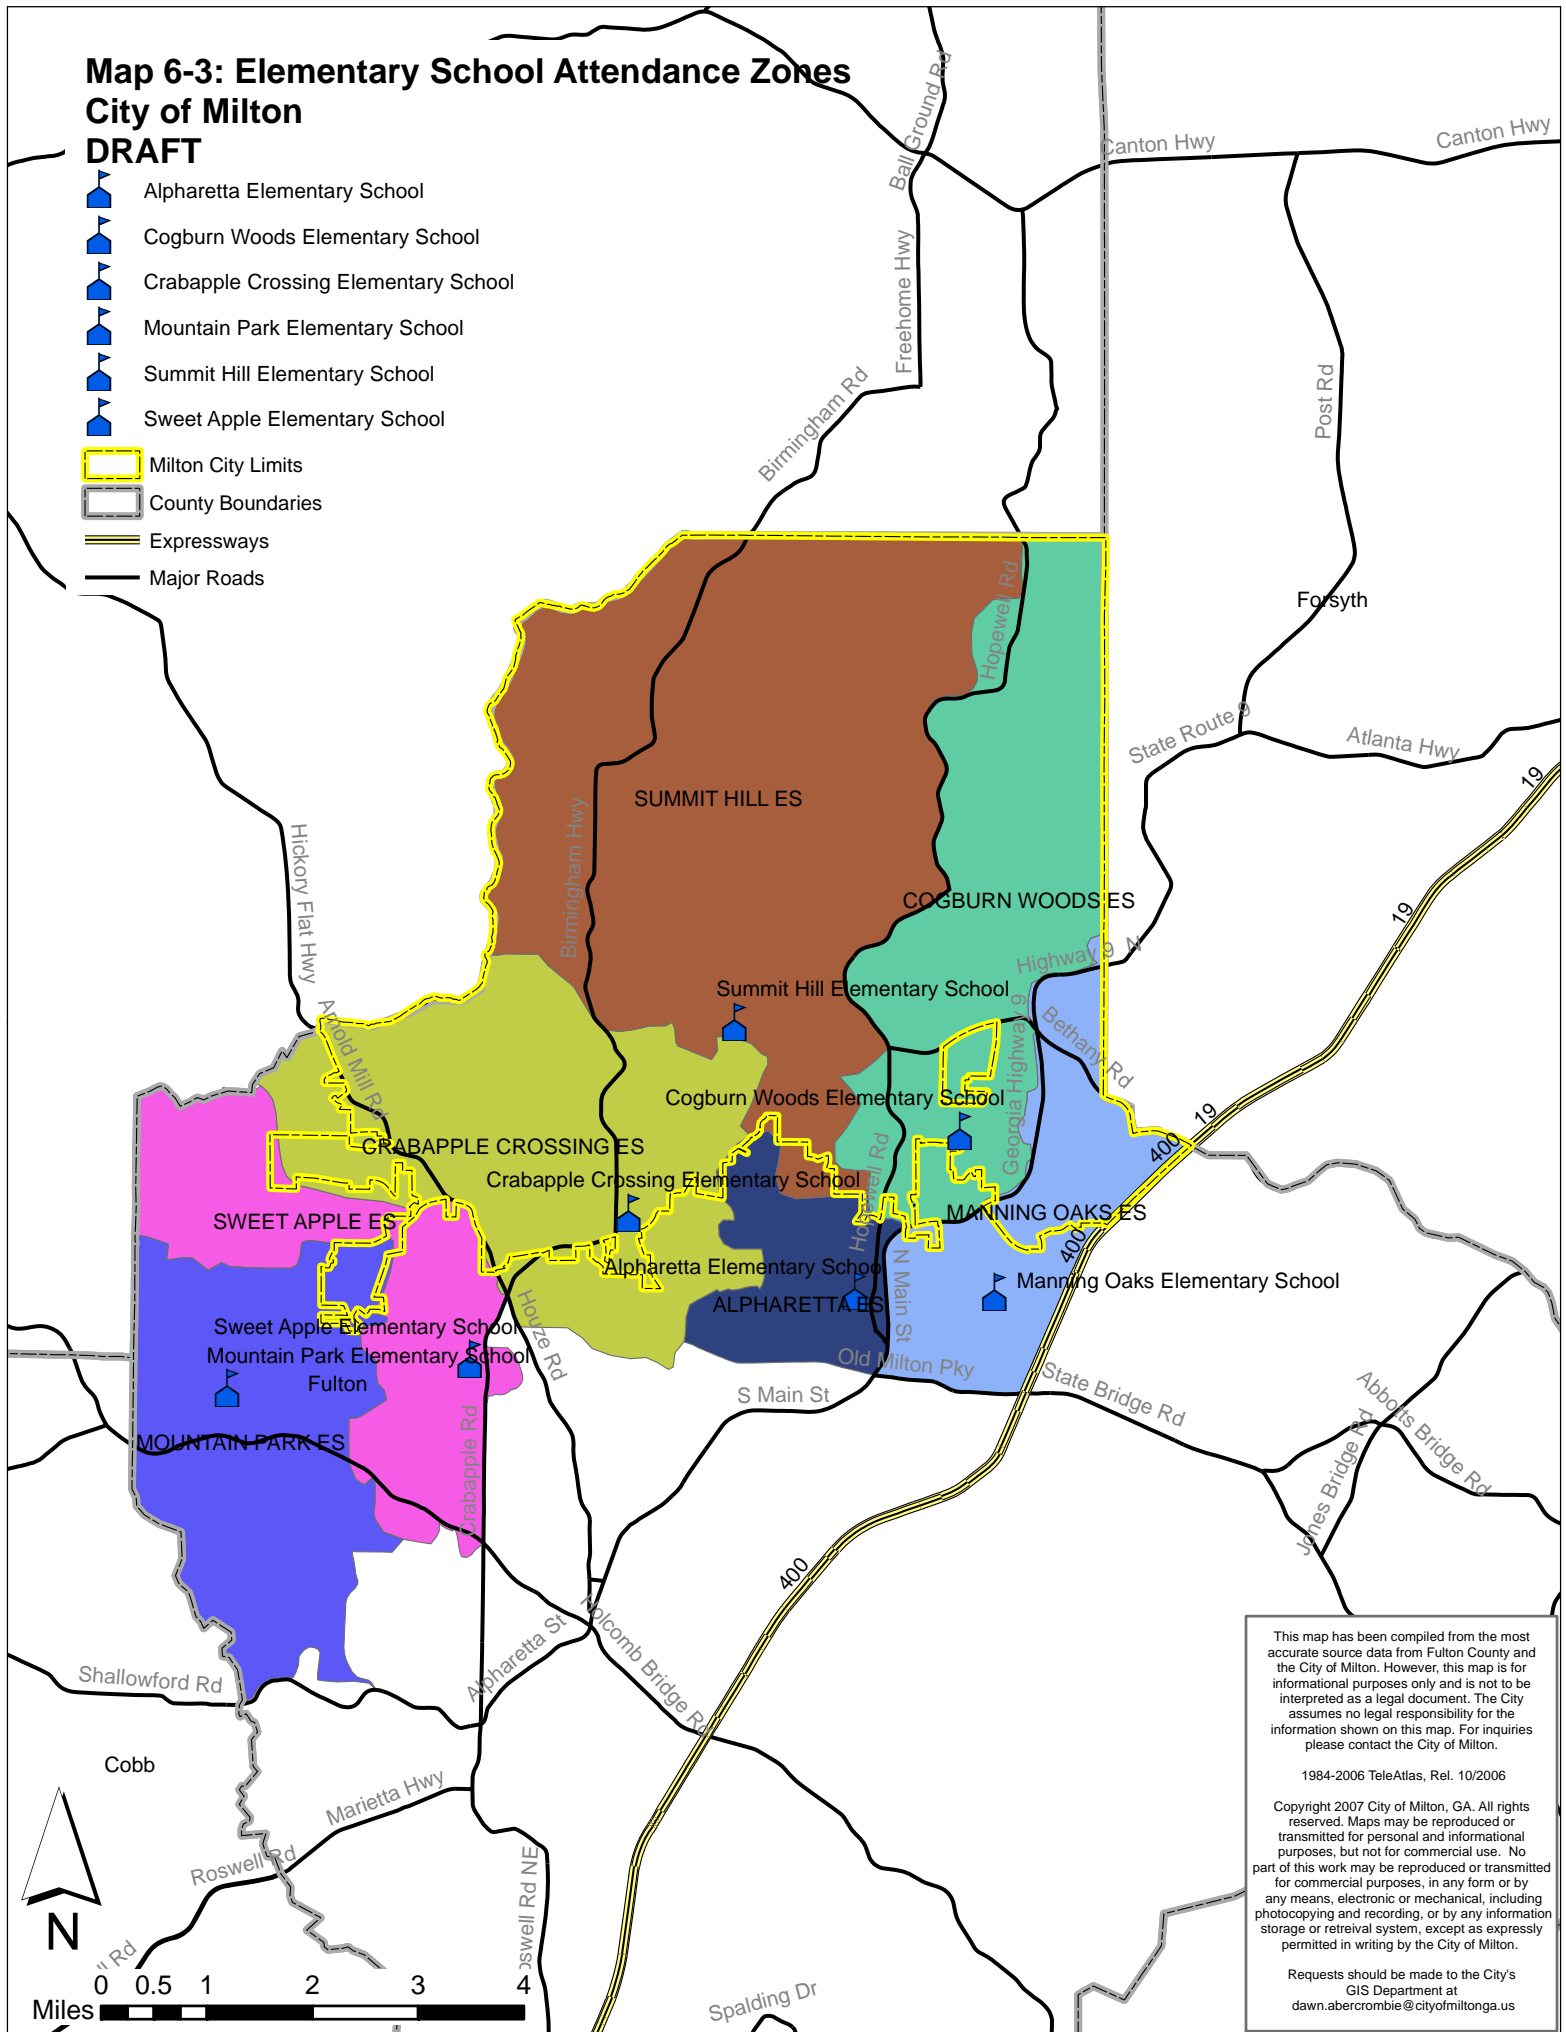 Map 6-3: Elementary School Attendance Zones
City of Milton
DRAFT
Alpharetta Elementary School
Cogburn Woods Elementary School
Crabapple Crossing Elementary School
Mountain Park Elementary School
Summit Hill Elementary School
Sweet Apple Elementary School
Milton City Limits
County Boundaries
Expressways
Major Roads
Ball Ground Rd
Canton Hwy
Canton Hwy
Freehome Hwy
Birmingham Rd
Post Rd
Hopewell Rd
Forsyth
State Route 9
Atlanta Hwy
19
SUMMIT HILL ES
Birmingham Hwy
Hickory Flat Hwy
COGBURN WOODS ES
19
Highway 9 N
Summit Hill Elementary School
Arnold Mill Rd
Georgia Highway 9
Bethany Rd
Cogburn Woods Elementary School
19
400
CRABAPPLE CROSSING ES
Crabapple Crossing Elementary School
Hopewell Rd
SWEET APPLE ES
MANNING OAKS ES
400
Alpharetta Elementary School
N Main St
Manning Oaks Elementary School
ALPHARETTA ES
Houze Rd
Sweet Apple Elementary School
Mountain Park Elementary School
Fulton
Old Milton Pky
S Main St
State Bridge Rd
Abbotts Bridge Rd
Jones Bridge Rd
MOUNTAIN PARK ES
Crabapple Rd
400
Holcomb Bridge Rd
Alpharetta St
Shallowford Rd
Cobb
Marietta Hwy
Roswell Rd
oswell Rd NE
ll Rd
Spalding Dr
N
0 0.5 1 2 3 4
Miles
This map has been compiled from the most
accurate source data from Fulton County and
the City of Milton. However, this map is for
informational purposes only and is not to be
interpreted as a legal document. The City
assumes no legal responsibility for the
information shown on this map. For inquiries
please contact the City of Milton.
1984-2006 TeleAtlas, Rel. 10/2006
Copyright 2007 City of Milton, GA. All rights
reserved. Maps may be reproduced or
transmitted for personal and informational
purposes, but not for commercial use. No
part of this work may be reproduced or transmitted
for commercial purposes, in any form or by
any means, electronic or mechanical, including
photocopying and recording, or by any information
storage or retreival system, except as expressly
permitted in writing by the City of Milton.
Requests should be made to the City's
GIS Department at
dawn.abercrombie@cityofmiltonga.us